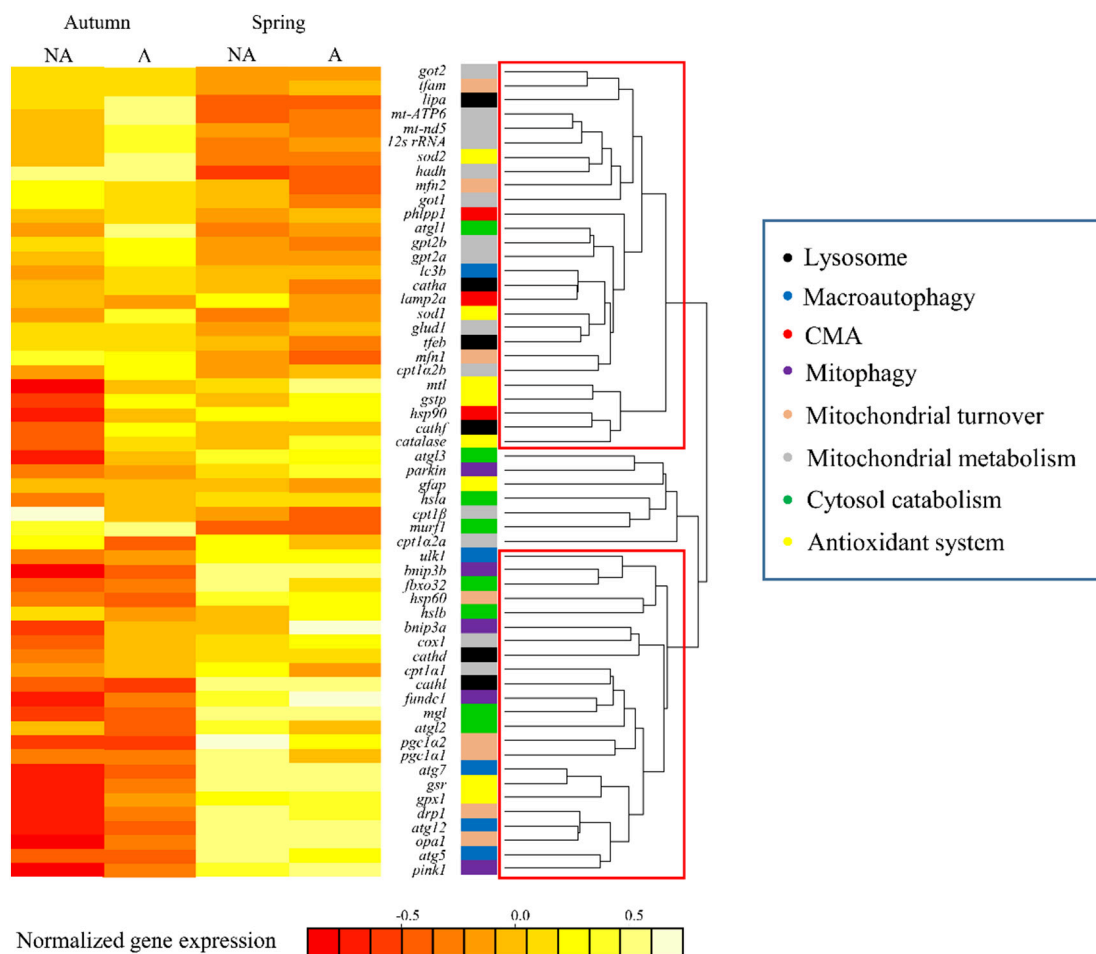 Autumn Spring
NA A NA A
got2
tfam
lipa
mt-ATP6
mt-nd5
12s rRNA
sod2
hadh
mfn2
got1
phlpp1
argl1
gpt2b
gpt2a
lc3b
catha
lamp2a
sod1
glud1
tfeb
mfn1
cpt1α2b
mtl
gstp
hsp90
cathf
catalase
atgl3
parkin
gfap
hsla
cpt1β
murf1
cpt1α2a
ulk1
bnip3b
fbxo32
hsp60
hslb
bnip3a
cox1
cathd
cpt1α1
cathl
fundc1
mgl
atgl2
pgc1α2
pgc1α1
atg7
gsr
gpx1
drp1
atg12
opa1
atg5
pink1
Lysosome
Macroautophagy
CMA
Mitophagy
Mitochondrial turnover
Mitochondrial metabolism
Cytosol catabolism
Antioxidant system
-0.5 0.0 0.5
Normalized gene expression